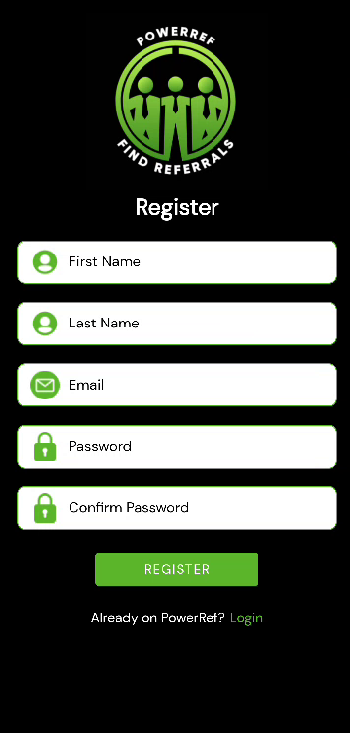 POWERREF
FIND REFERRALS
Register
First Name
Last Name
Email
Password
Confirm Password
REGISTER
Already on PowerRef? Login